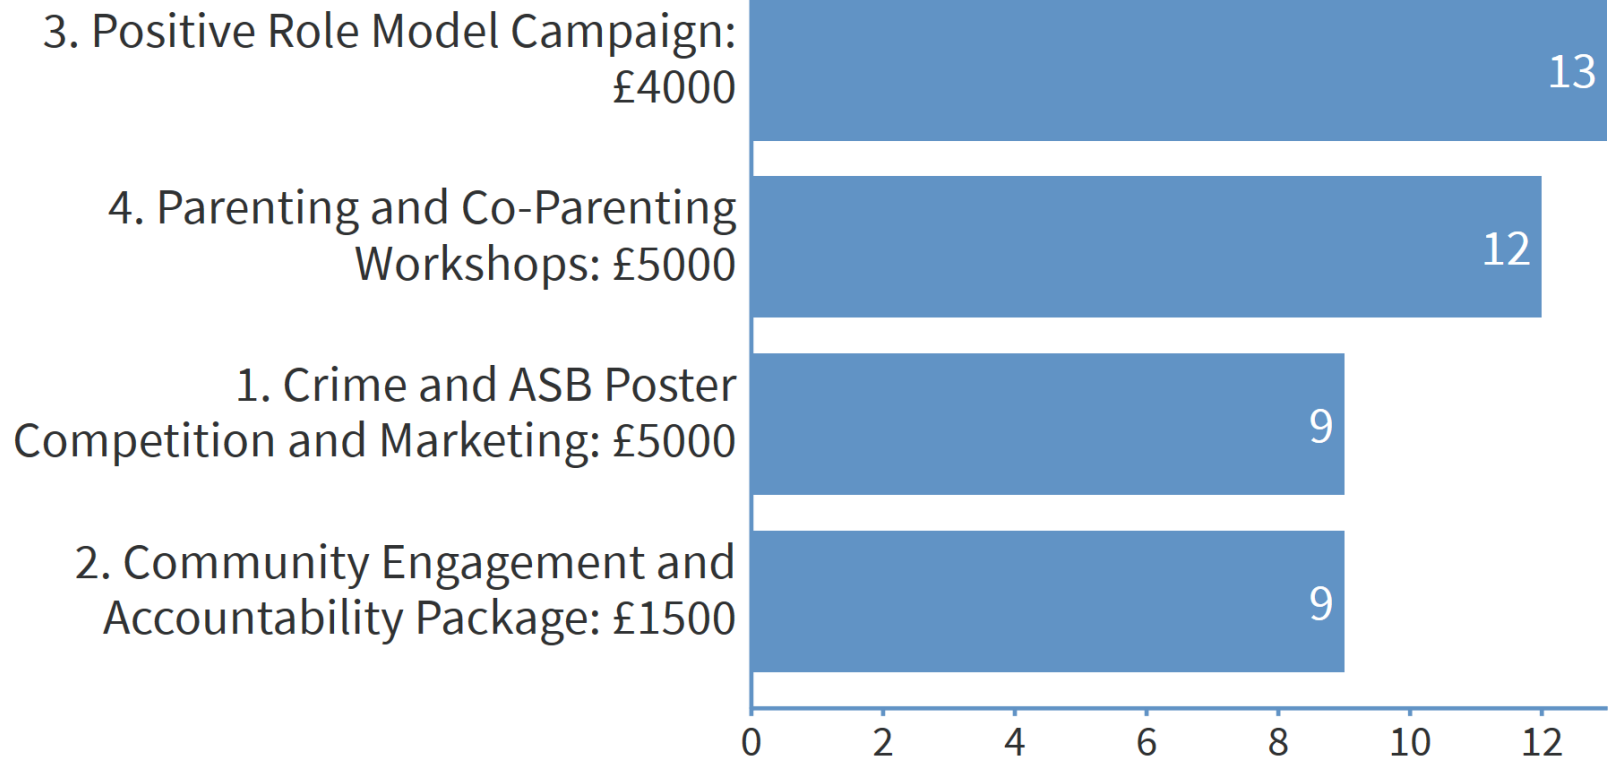 3. Positive Role Model Campaign:
£4000
13
4. Parenting and Co-Parenting
Workshops: £5000
12
1. Crime and ASB Poster
Competition and Marketing: £5000
9
2. Community Engagement and
Accountability Package: £1500
9
0 2 4 6 8 10 12